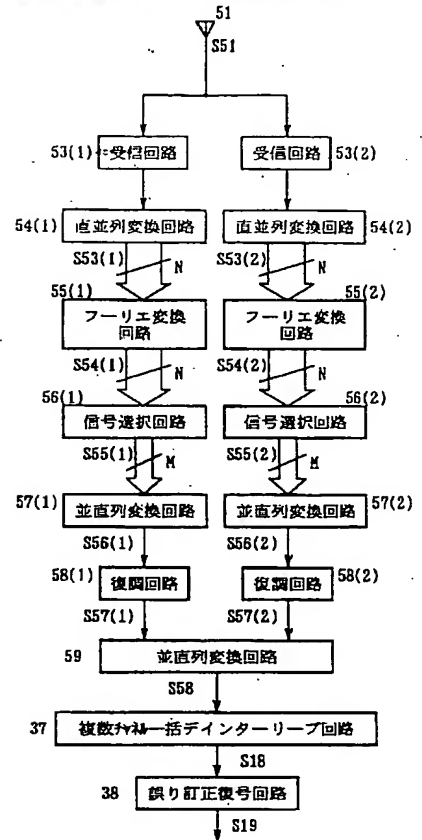 51
S51
53(1) 受信回路 受信回路 53(2)
54(1) 直並列変換回路 直並列変換回路 54(2)
S53(1) N S53(2) N
55(1) 55(2)
フーリエ変換回路 フーリエ変換回路
S54(1) N S54(2) N
56(1) 56(2)
信号選択回路 信号選択回路
S55(1) M S55(2) M
57(1) 並直列変換回路 並直列変換回路 57(2)
S56(1) S56(2)
58(1) 復調回路 復調回路 58(2)
S57(1) S57(2)
59 並直列変換回路
S58
37 複数チャネル一括デインターリーブ回路
S18
38 誤り訂正復号回路
S19